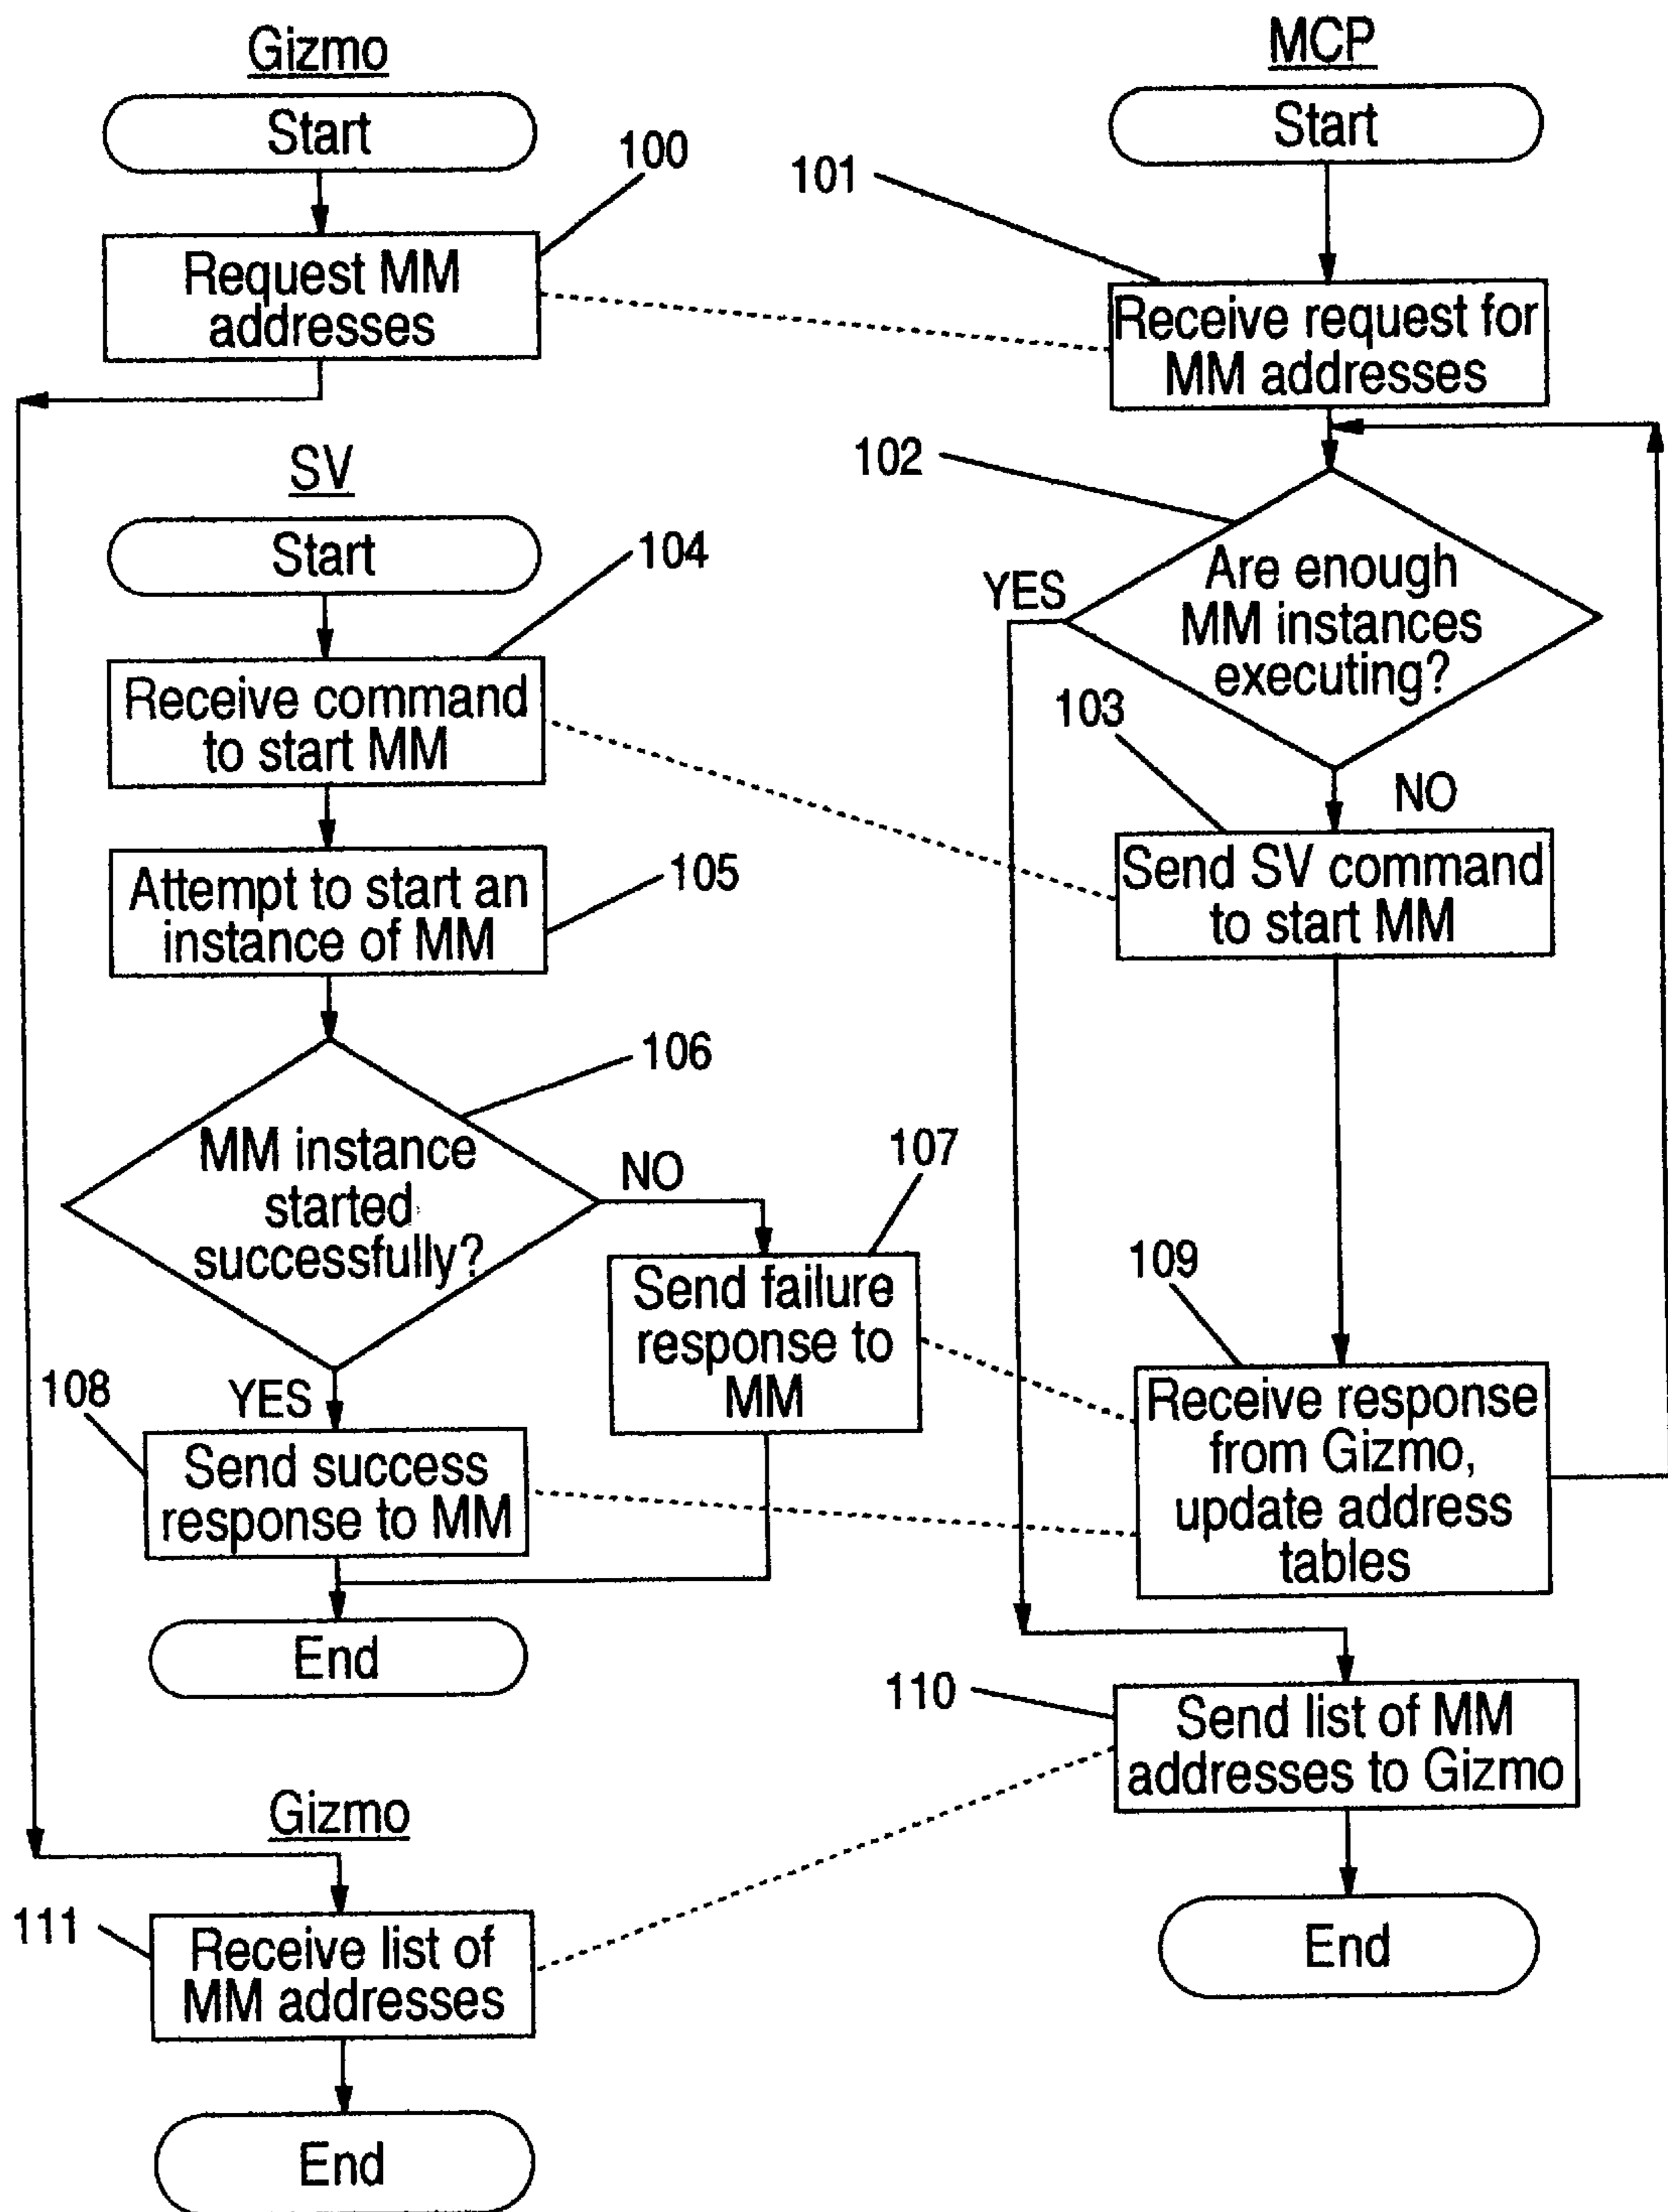 Gizmo
Start
100
Request MM
addresses
SV
Start
104
Receive command
to start MM
Attempt to start an
instance of MM
105
106
MM instance
started
successfully?
NO
107
Send failure
response to
MM
YES
108
Send success
response to MM
End
Gizmo
111
Receive list of
MM addresses
End
MCP
Start
101
Receive request for
MM addresses
102
Are enough
MM instances
executing?
YES
103
NO
Send SV command
to start MM
109
Receive response
from Gizmo,
update address
tables
110
Send list of MM
addresses to Gizmo
End